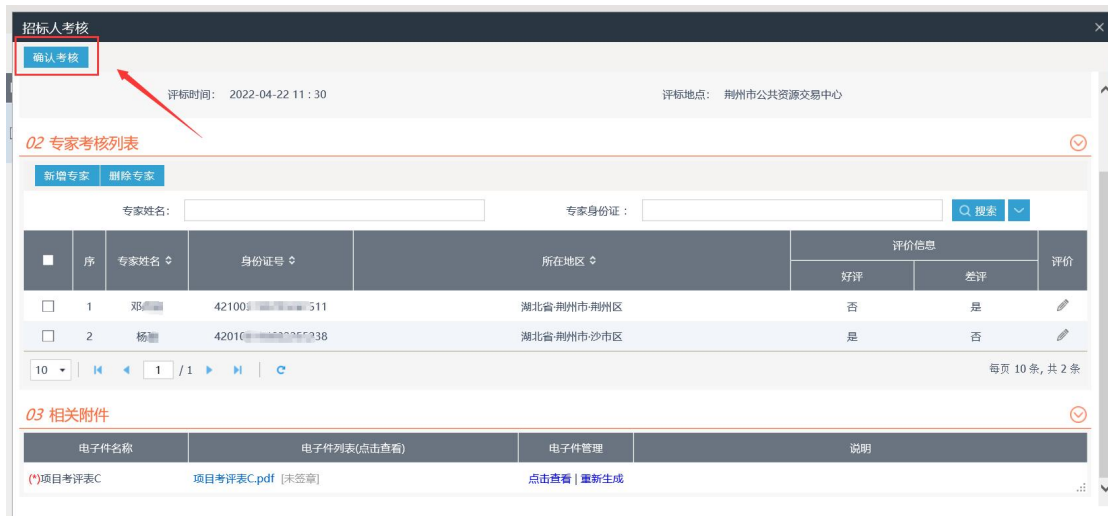 招标人考核
确认考核
评标时间： 2022-04-22 11：30 评标地点： 荆州市公共资源交易中心
02 专家考核列表
新增专家 删除专家
专家姓名： 专家身份证： 搜索
序 专家姓名 身份证号 所在地区 评价信息 评价
好评 差评
1 邓 42100 511 湖北省·荆州市·荆州区 否 是
2 杨 4201 38 湖北省·荆州市·沙市区 是 否
10 1 / 1 每页 10 条, 共 2 条
03 相关附件
电子件名称 电子件列表(点击查看) 电子件管理 说明
(*)项目考评表C 项目考评表C.pdf [未签章] 点击查看 | 重新生成